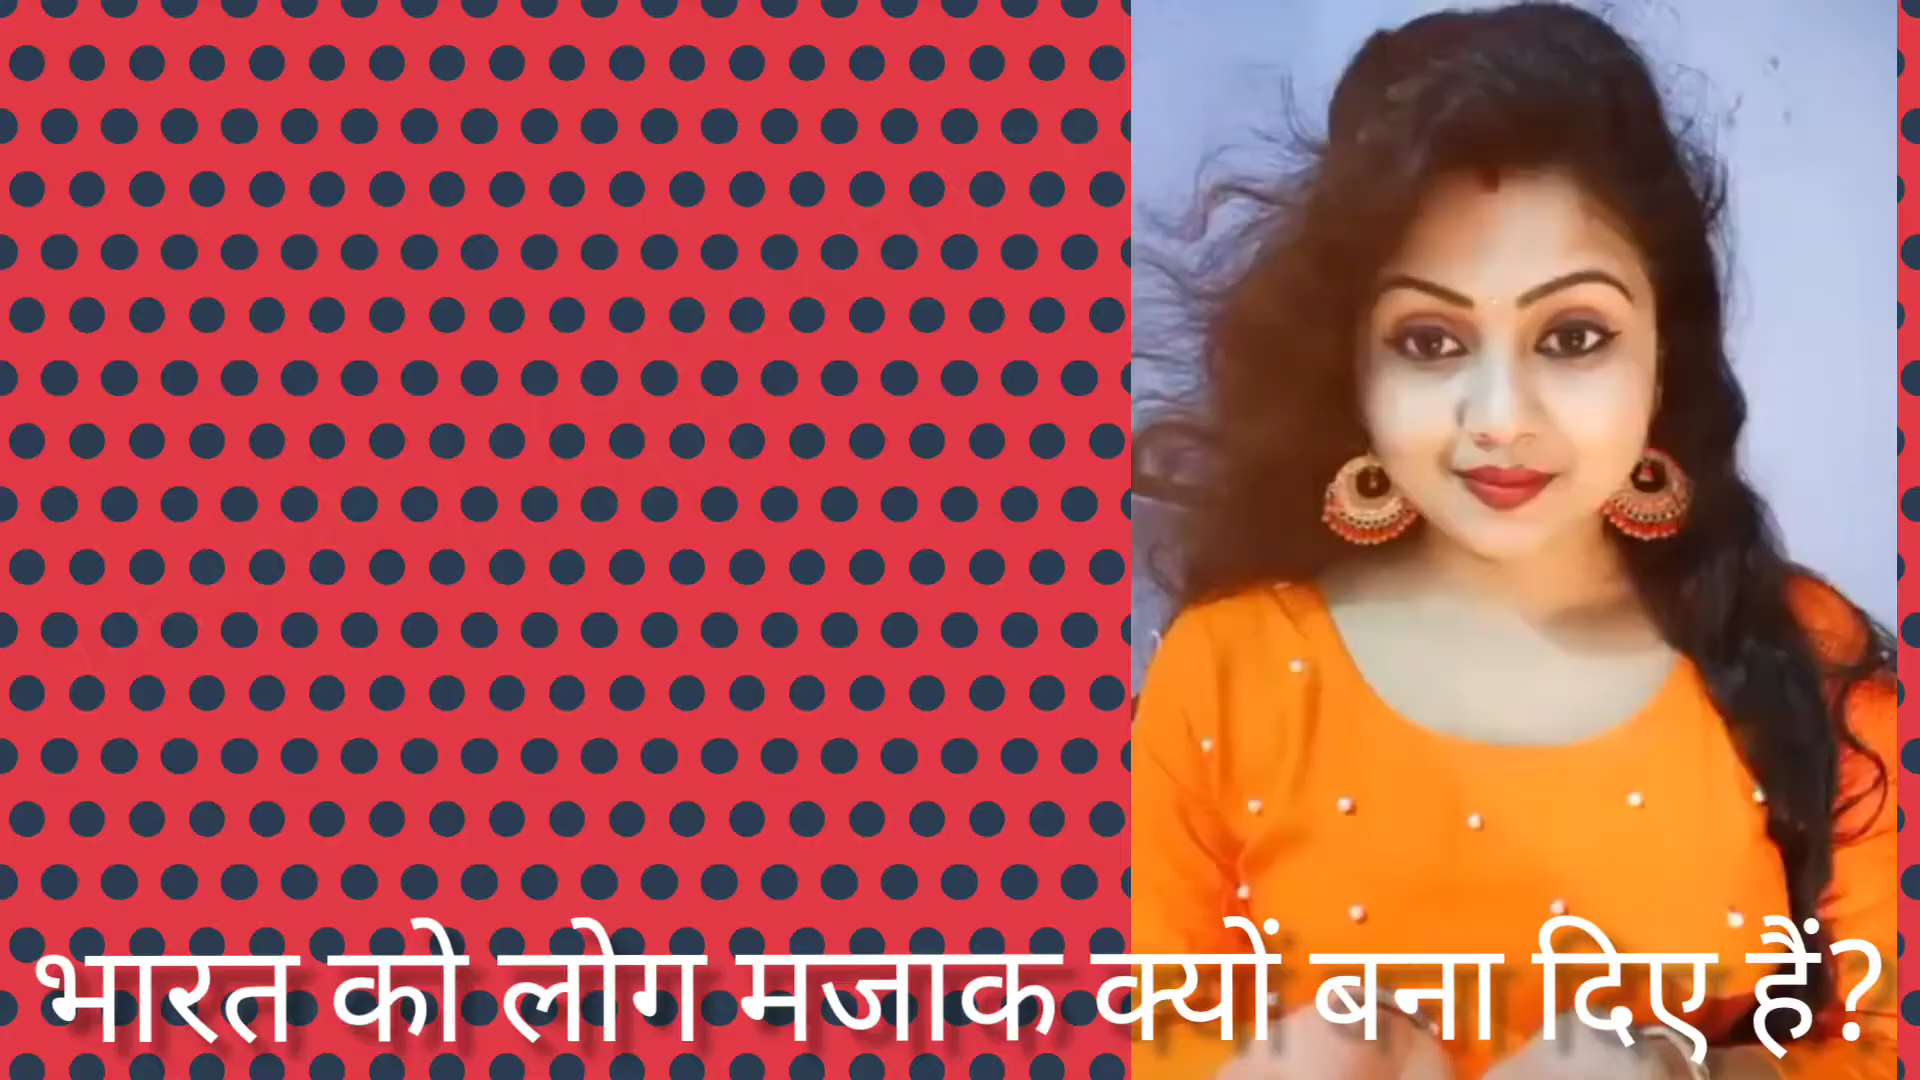 भारत को लोग मजाक क्यों बना दिए हैं?